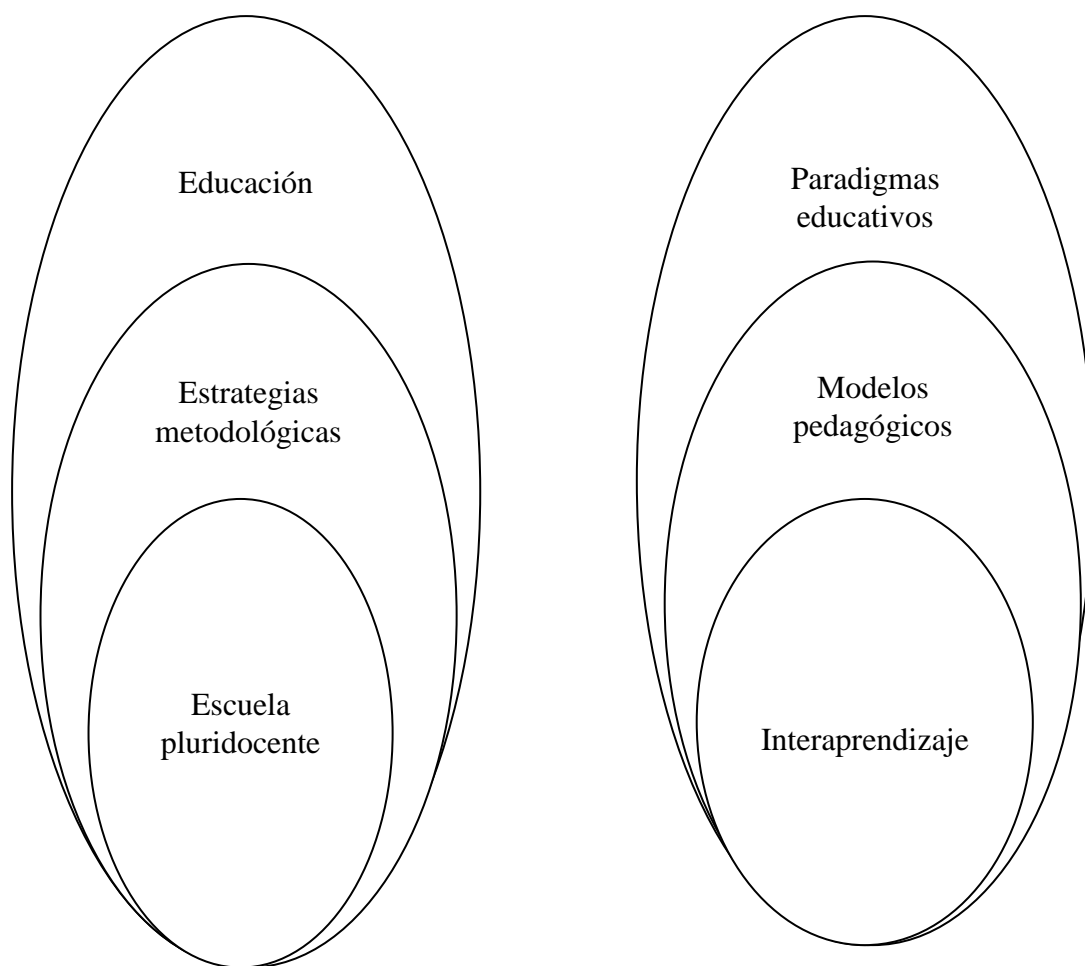 Educación
Estrategias
metodológicas
Escuela
pluridocente
Paradigmas
educativos
Modelos
pedagógicos
Interaprendizaje